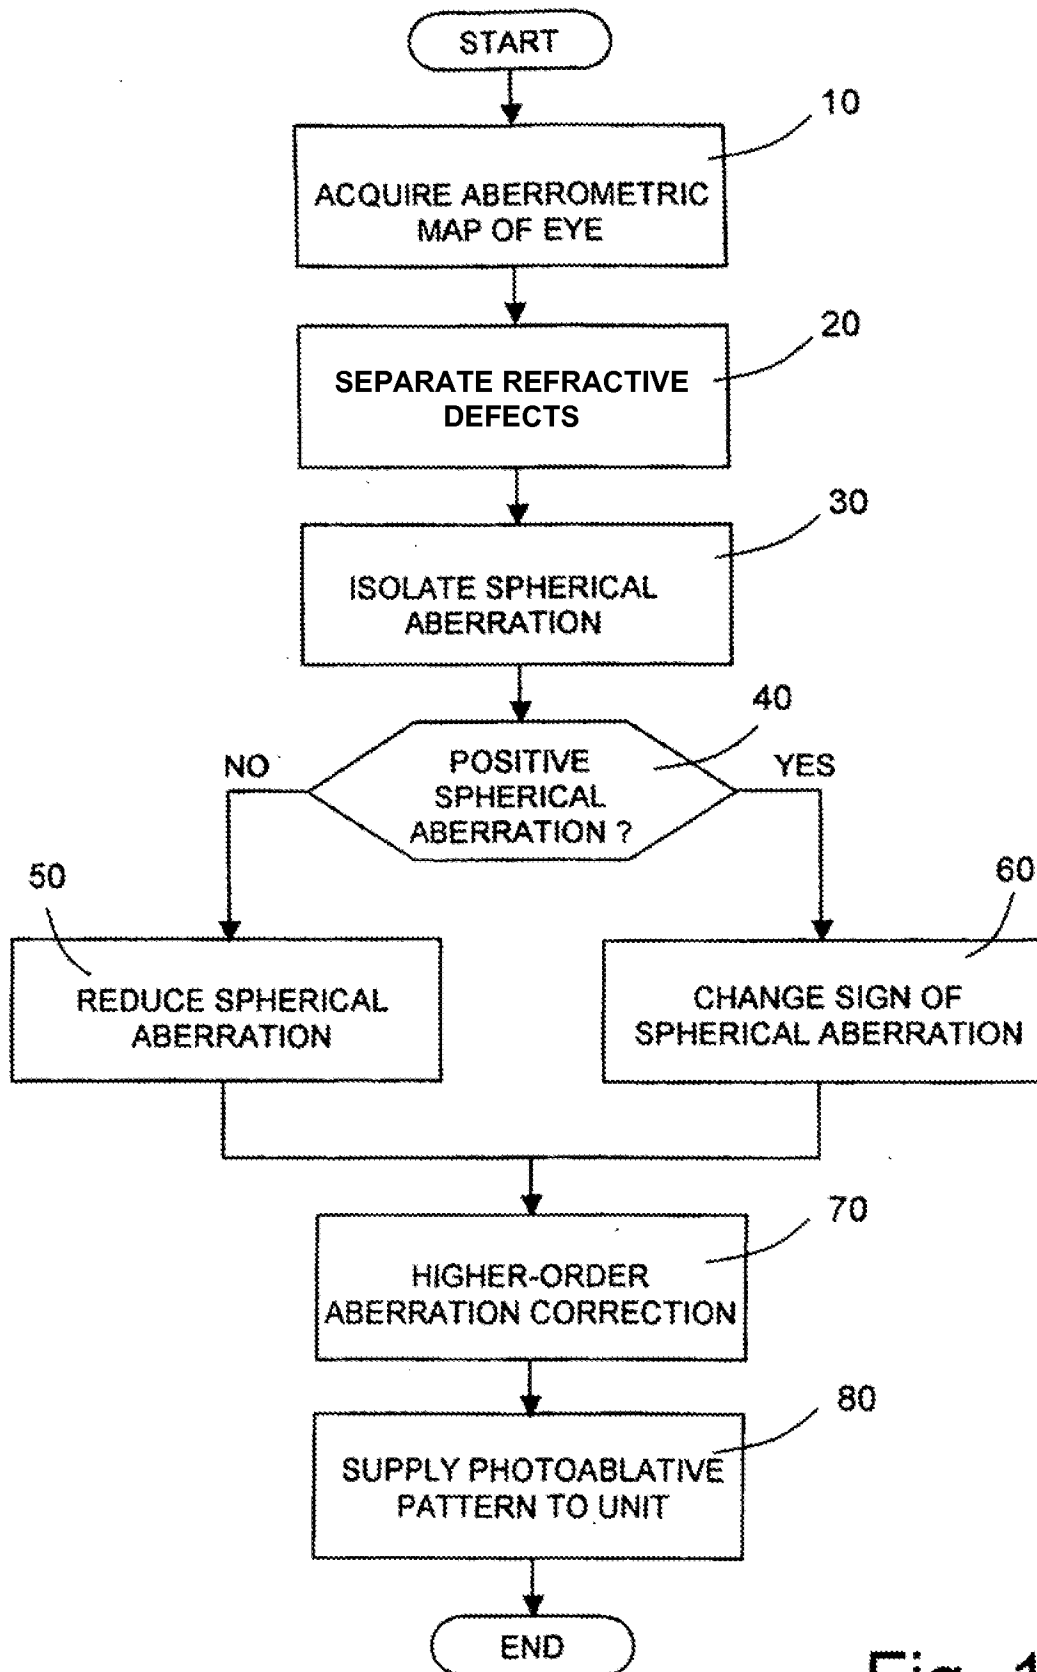 START
10
ACQUIRE ABERROMETRIC
MAP OF EYE
20
SEPARATE REFRACTIVE
DEFECTS
30
ISOLATE SPHERICAL
ABERRATION
40
NO
POSITIVE
SPHERICAL
ABERRATION ?
YES
50
REDUCE SPHERICAL
ABERRATION
60
CHANGE SIGN OF
SPHERICAL ABERRATION
70
HIGHER-ORDER
ABERRATION CORRECTION
80
SUPPLY PHOTOABLATIVE
PATTERN TO UNIT
END
Fig. 1